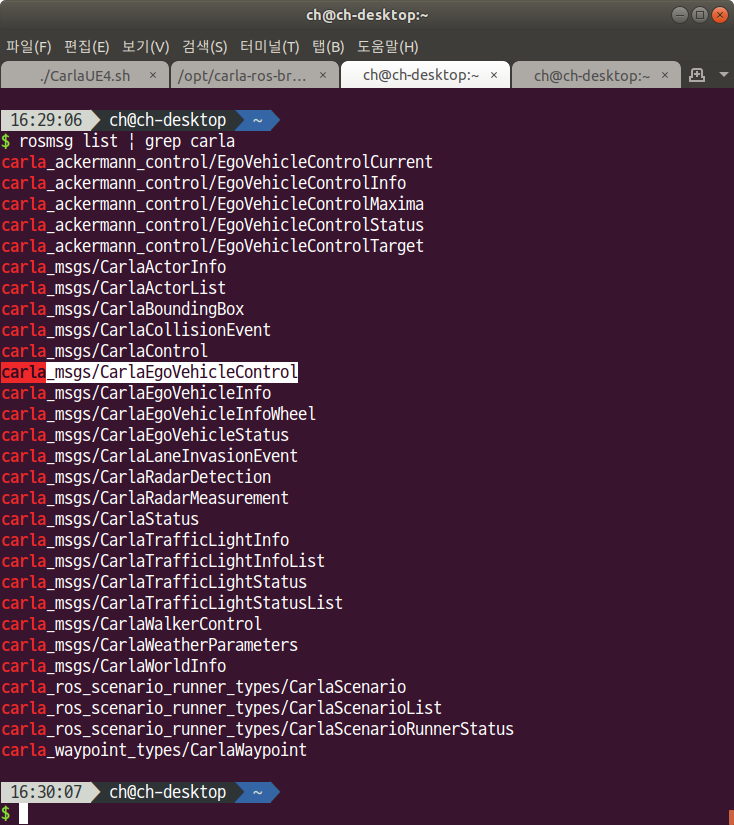 ch@ch-desktop:~
파일(F) 편집(E) 보기(V) 검색(S) 터미널(T) 탭(B) 도움말(H)
./CarlaUE4.sh × /opt/carla-ros-br... × ch@ch-desktop:~ × ch@ch-desktop:~ ×
16:29:06 ch@ch-desktop ~
$ rosmsg list | grep carla
carla_ackermann_control/EgoVehicleControlCurrent
carla_ackermann_control/EgoVehicleControlInfo
carla_ackermann_control/EgoVehicleControlMaxima
carla_ackermann_control/EgoVehicleControlStatus
carla_ackermann_control/EgoVehicleControlTarget
carla_msgs/CarlaActorInfo
carla_msgs/CarlaActorList
carla_msgs/CarlaBoundingBox
carla_msgs/CarlaCollisionEvent
carla_msgs/CarlaControl
carla_msgs/CarlaEgoVehicleControl
carla_msgs/CarlaEgoVehicleInfo
carla_msgs/CarlaEgoVehicleInfoWheel
carla_msgs/CarlaEgoVehicleStatus
carla_msgs/CarlaLaneInvasionEvent
carla_msgs/CarlaRadarDetection
carla_msgs/CarlaRadarMeasurement
carla_msgs/CarlaStatus
carla_msgs/CarlaTrafficLightInfo
carla_msgs/CarlaTrafficLightInfoList
carla_msgs/CarlaTrafficLightStatus
carla_msgs/CarlaTrafficLightStatusList
carla_msgs/CarlaWalkerControl
carla_msgs/CarlaWeatherParameters
carla_msgs/CarlaWorldInfo
carla_ros_scenario_runner_types/CarlaScenario
carla_ros_scenario_runner_types/CarlaScenarioList
carla_ros_scenario_runner_types/CarlaScenarioRunnerStatus
carla_waypoint_types/CarlaWaypoint
16:30:07 ch@ch-desktop ~
$